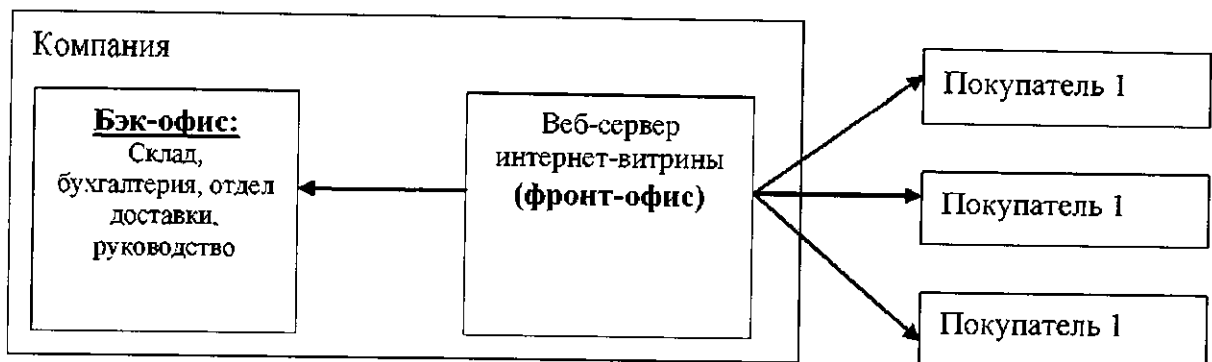 Компания
Бэк-офис:
Склад,
бухгалтерия, отдел
доставки,
руководство
Веб-сервер
интернет-витрины
(фронт-офис)
Покупатель 1
Покупатель 1
Покупатель 1